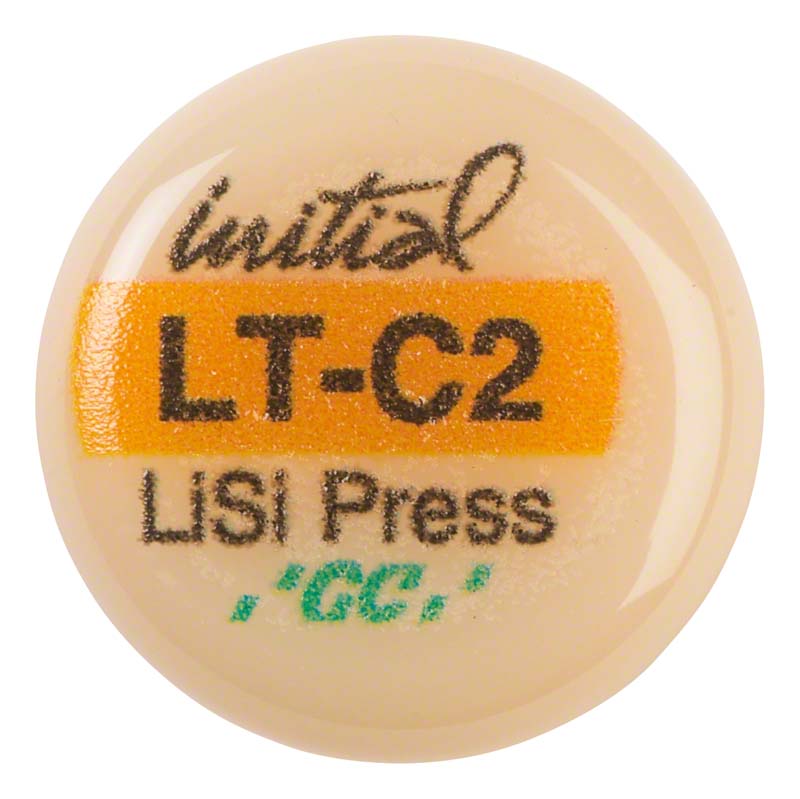 initial
LT-C2
LiSi Press
'GC'